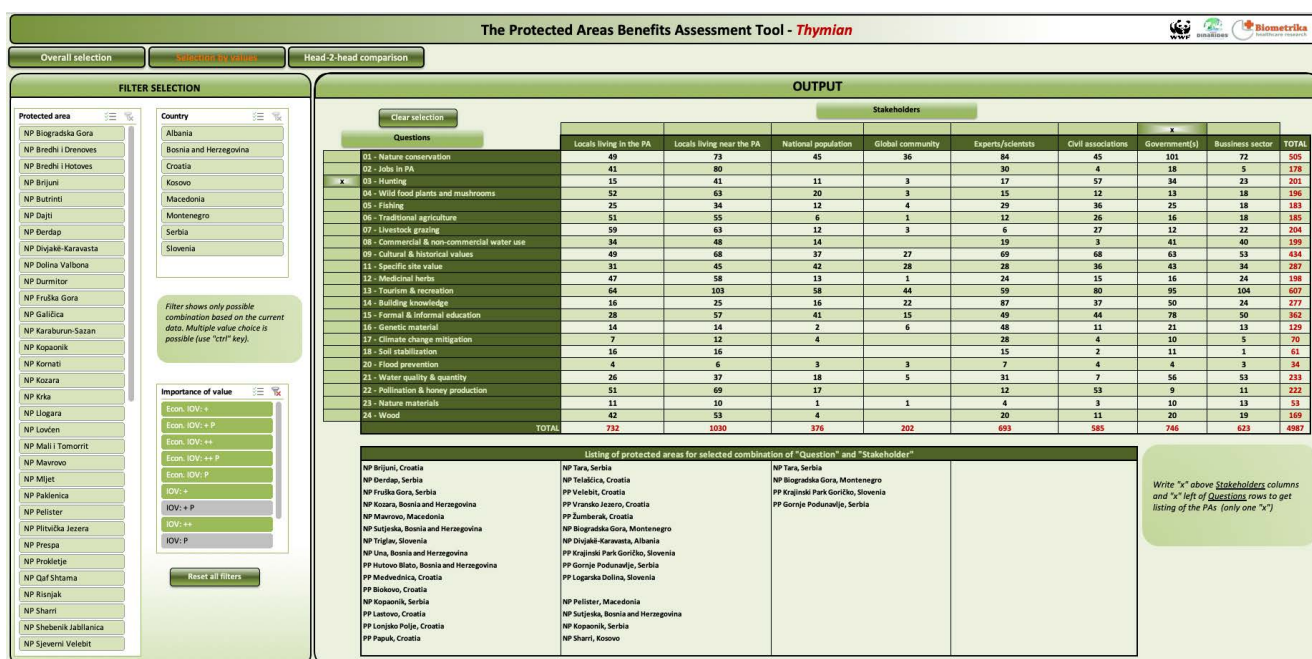 The Protected Areas Benefits Assessment Tool - Thymian
WWF DINARIDES Biometrika healthcare research
Overall selection Selection by values Head-2-head comparison
FILTER SELECTION
Protected area
NP Biogradska Gora
NP Bredhi i Drenoves
NP Bredhi i Hotoves
NP Brijuni
NP Butrinti
NP Dajti
NP Đerdap
NP Divjakë-Karavasta
NP Dolina Valbona
NP Durmitor
NP Fruška Gora
NP Galičica
NP Karaburun-Sazan
NP Kopaonik
NP Kornati
NP Kozara
NP Krka
NP Llogara
NP Lovćen
NP Mali i Tomorrit
NP Mavrovo
NP Mljet
NP Paklenica
NP Pelister
NP Plitvička Jezera
NP Prespa
NP Prokletje
NP Qaf Shtama
NP Risnjak
NP Sharri
NP Shebenik Jabllanica
NP Sjeverni Velebit
Country
Albania
Bosnia and Herzegovina
Croatia
Kosovo
Macedonia
Montenegro
Serbia
Slovenia
Filter shows only possible
combination based on the current
data. Multiple value choice is
possible (use "ctrl" key).
Importance of value
Econ. IOV: +
Econ. IOV: + P
Econ. IOV: ++
Econ. IOV: ++ P
Econ. IOV: P
IOV: +
IOV: + P
IOV: ++
IOV: P
Reset all filters
OUTPUT
Clear selection
Stakeholders
Questions
x
Locals living in the PA Locals living near the PA National population Global community Experts/scientsts Civil associations Government(s) Bussiness sector TOTAL
01 - Nature conservation 49 73 45 36 84 45 101 72 505
02 - Jobs in PA 41 80 30 4 18 5 178
x 03 - Hunting 15 41 11 3 17 57 34 23 201
04 - Wild food plants and mushrooms 52 63 20 3 15 12 13 18 196
05 - Fishing 25 34 12 4 29 36 25 18 183
06 - Traditional agriculture 51 55 6 1 12 26 16 18 185
07 - Livestock grazing 59 63 12 3 6 27 12 22 204
08 - Commercial & non-commercial water use 34 48 14 19 3 41 40 199
09 - Cultural & historical values 49 68 37 27 69 68 63 53 434
11 - Specific site value 31 45 42 28 28 36 43 34 287
12 - Medicinal herbs 47 58 13 1 24 15 16 24 198
13 - Tourism & recreation 64 103 58 44 59 80 95 104 607
14 - Building knowledge 16 25 16 22 87 37 50 24 277
15 - Formal & informal education 28 57 41 15 49 44 78 50 362
16 - Genetic material 14 14 2 6 48 11 21 13 129
17 - Climate change mitigation 7 12 4 28 4 10 5 70
18 - Soil stabilization 16 16 15 2 11 1 61
20 - Flood prevention 4 6 3 3 7 4 4 3 34
21 - Water quality & quantity 26 37 18 5 31 7 56 53 233
22 - Pollination & honey production 51 69 17 12 53 9 11 222
23 - Nature materials 11 10 1 1 4 3 10 13 53
24 - Wood 42 53 4 20 11 20 19 169
TOTAL 732 1030 376 202 693 585 746 623 4987
Listing of protected areas for selected combination of "Question" and "Stakeholder"
NP Brijuni, Croatia NP Tara, Serbia NP Tara, Serbia
NP Đerdap, Serbia NP Telašćica, Croatia NP Biogradska Gora, Montenegro
NP Fruška Gora, Serbia PP Velebit, Croatia PP Krajinski Park Goričko, Slovenia
NP Kozara, Bosnia and Herzegovina PP Vransko Jezero, Croatia PP Gornje Podunavlje, Serbia
NP Mavrovo, Macedonia PP Žumberak, Croatia
NP Sutjeska, Bosnia and Herzegovina NP Biogradska Gora, Montenegro
NP Triglav, Slovenia NP Divjakë-Karavasta, Albania
NP Una, Bosnia and Herzegovina PP Krajinski Park Goričko, Slovenia
PP Hutovo Blato, Bosnia and Herzegovina PP Gornje Podunavlje, Serbia
PP Medvednica, Croatia PP Logarska Dolina, Slovenia
PP Biokovo, Croatia
NP Kopaonik, Serbia NP Pelister, Macedonia
PP Lastovo, Croatia NP Sutjeska, Bosnia and Herzegovina
PP Lonjsko Polje, Croatia NP Kopaonik, Serbia
PP Papuk, Croatia NP Sharri, Kosovo
Write "x" above Stakeholders columns
and "x" left of Questions rows to get
listing of the PAs (only one "x")